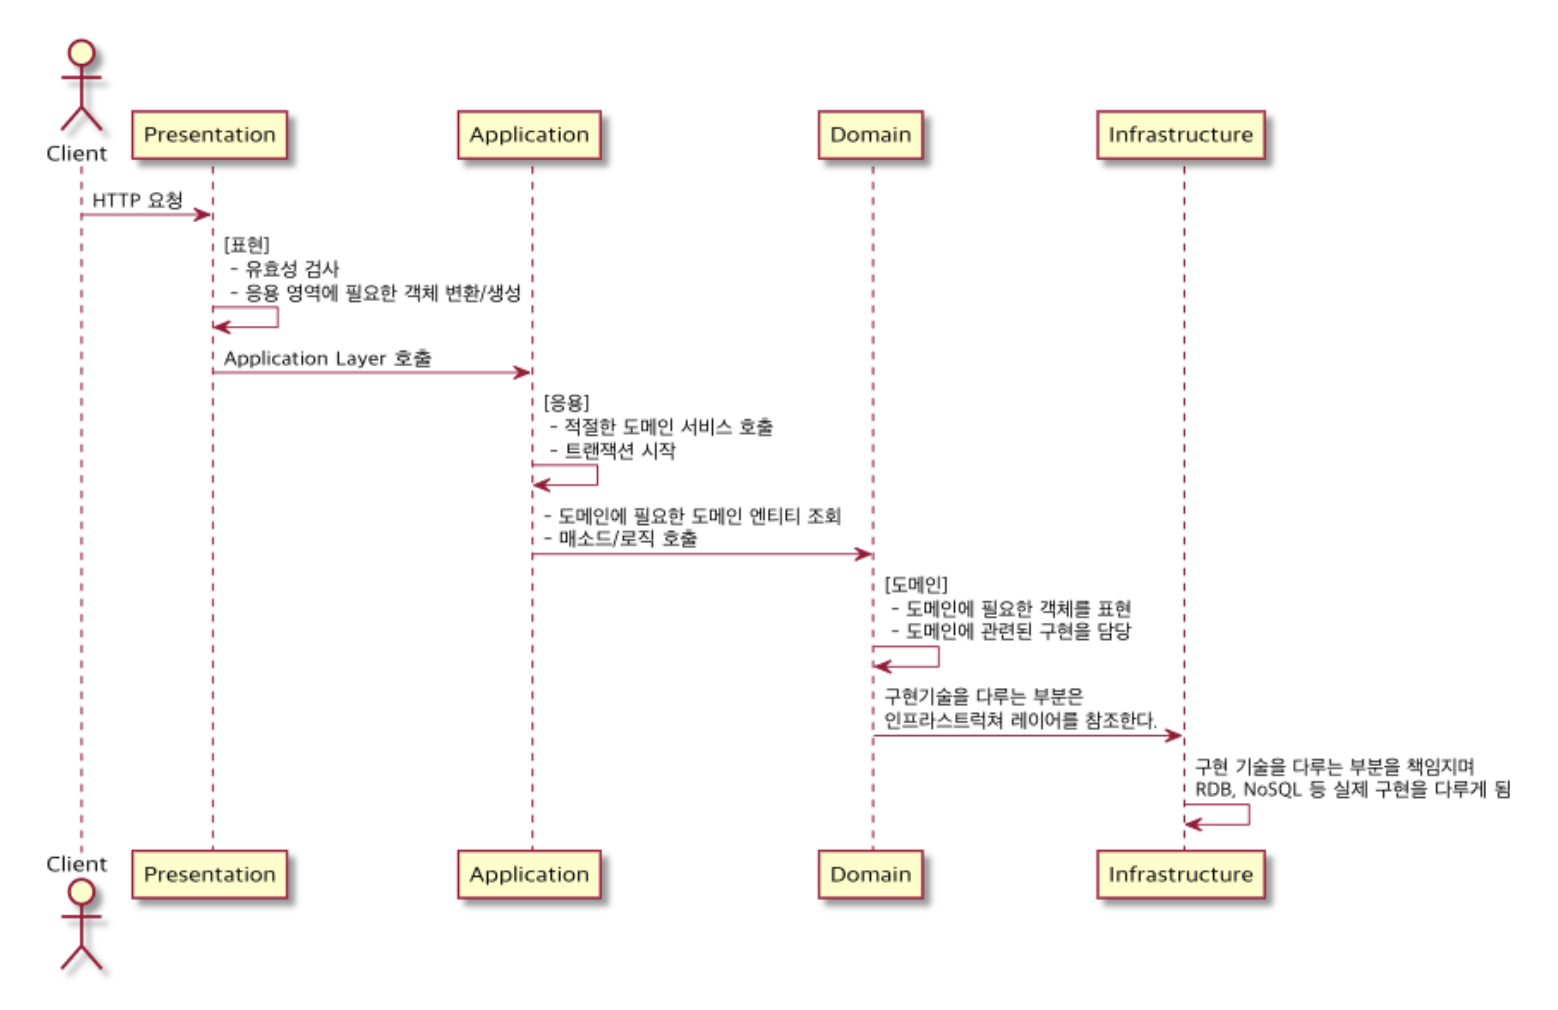 Client
Presentation
Application
Domain
Infrastructure
HTTP 요청
[표현]
- 유효성 검사
- 응용 영역에 필요한 객체 변환/생성
Application Layer 호출
[응용]
- 적절한 도메인 서비스 호출
- 트랜잭션 시작
- 도메인에 필요한 도메인 엔티티 조회
- 매소드/로직 호출
[도메인]
- 도메인에 필요한 객체를 표현
- 도메인에 관련된 구현을 담당
구현기술을 다루는 부분은
인프라스트럭쳐 레이어를 참조한다.
구현 기술을 다루는 부분을 책임지며
RDB, NoSQL 등 실제 구현을 다루게 됨
Client
Presentation
Application
Domain
Infrastructure